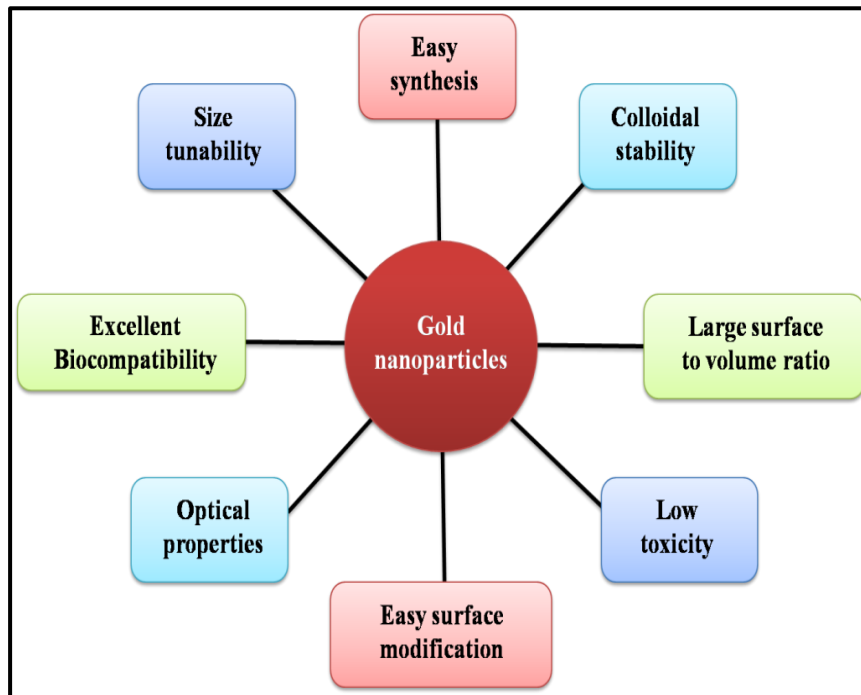 Easy
synthesis
Size
tunability
Colloidal
stability
Excellent
Biocompatibility
Gold
nanoparticles
Large surface
to volume ratio
Optical
properties
Low
toxicity
Easy surface
modification